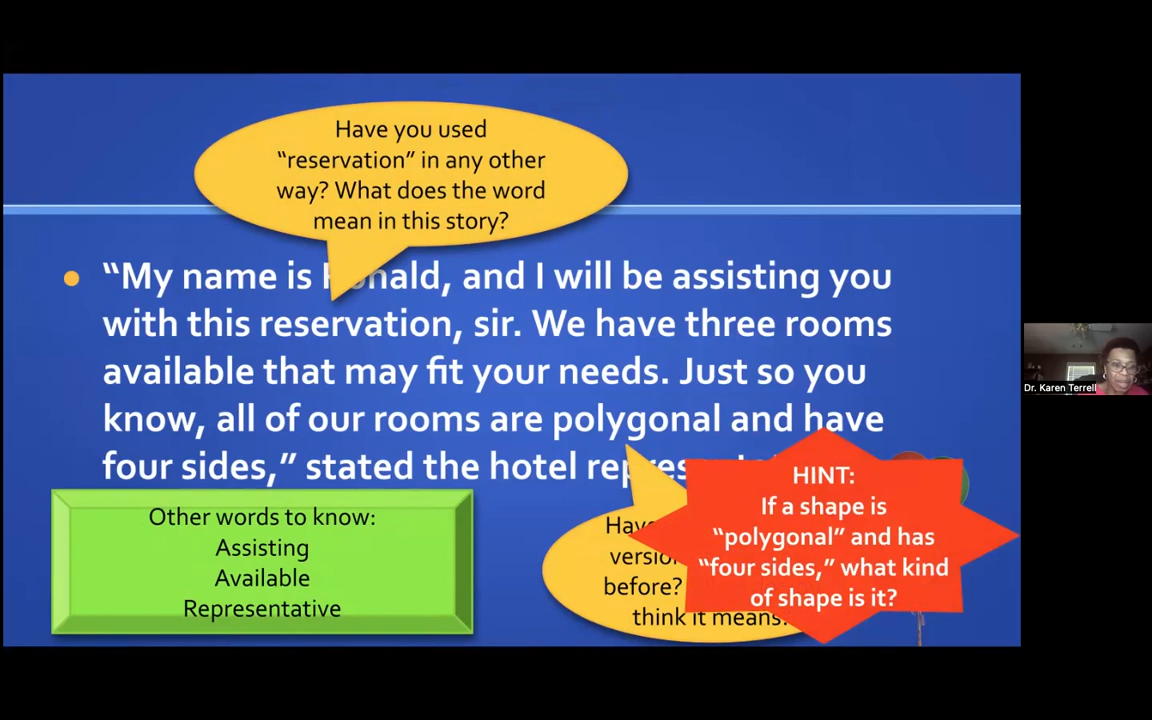 Have you used
“reservation” in any other
way? What does the word
mean in this story?
“My name is nald, and I will be assisting you
with this reservation, sir. We have three rooms
available that may fit your needs. Just so you
know, all of our rooms are polygonal and have
four sides,” stated the hotel
Other words to know:
Assisting
Available
Representative
before?
think it means?
HINT:
If a shape is
“polygonal” and has
“four sides,” what kind
of shape is it?
Dr. Karen Terrell